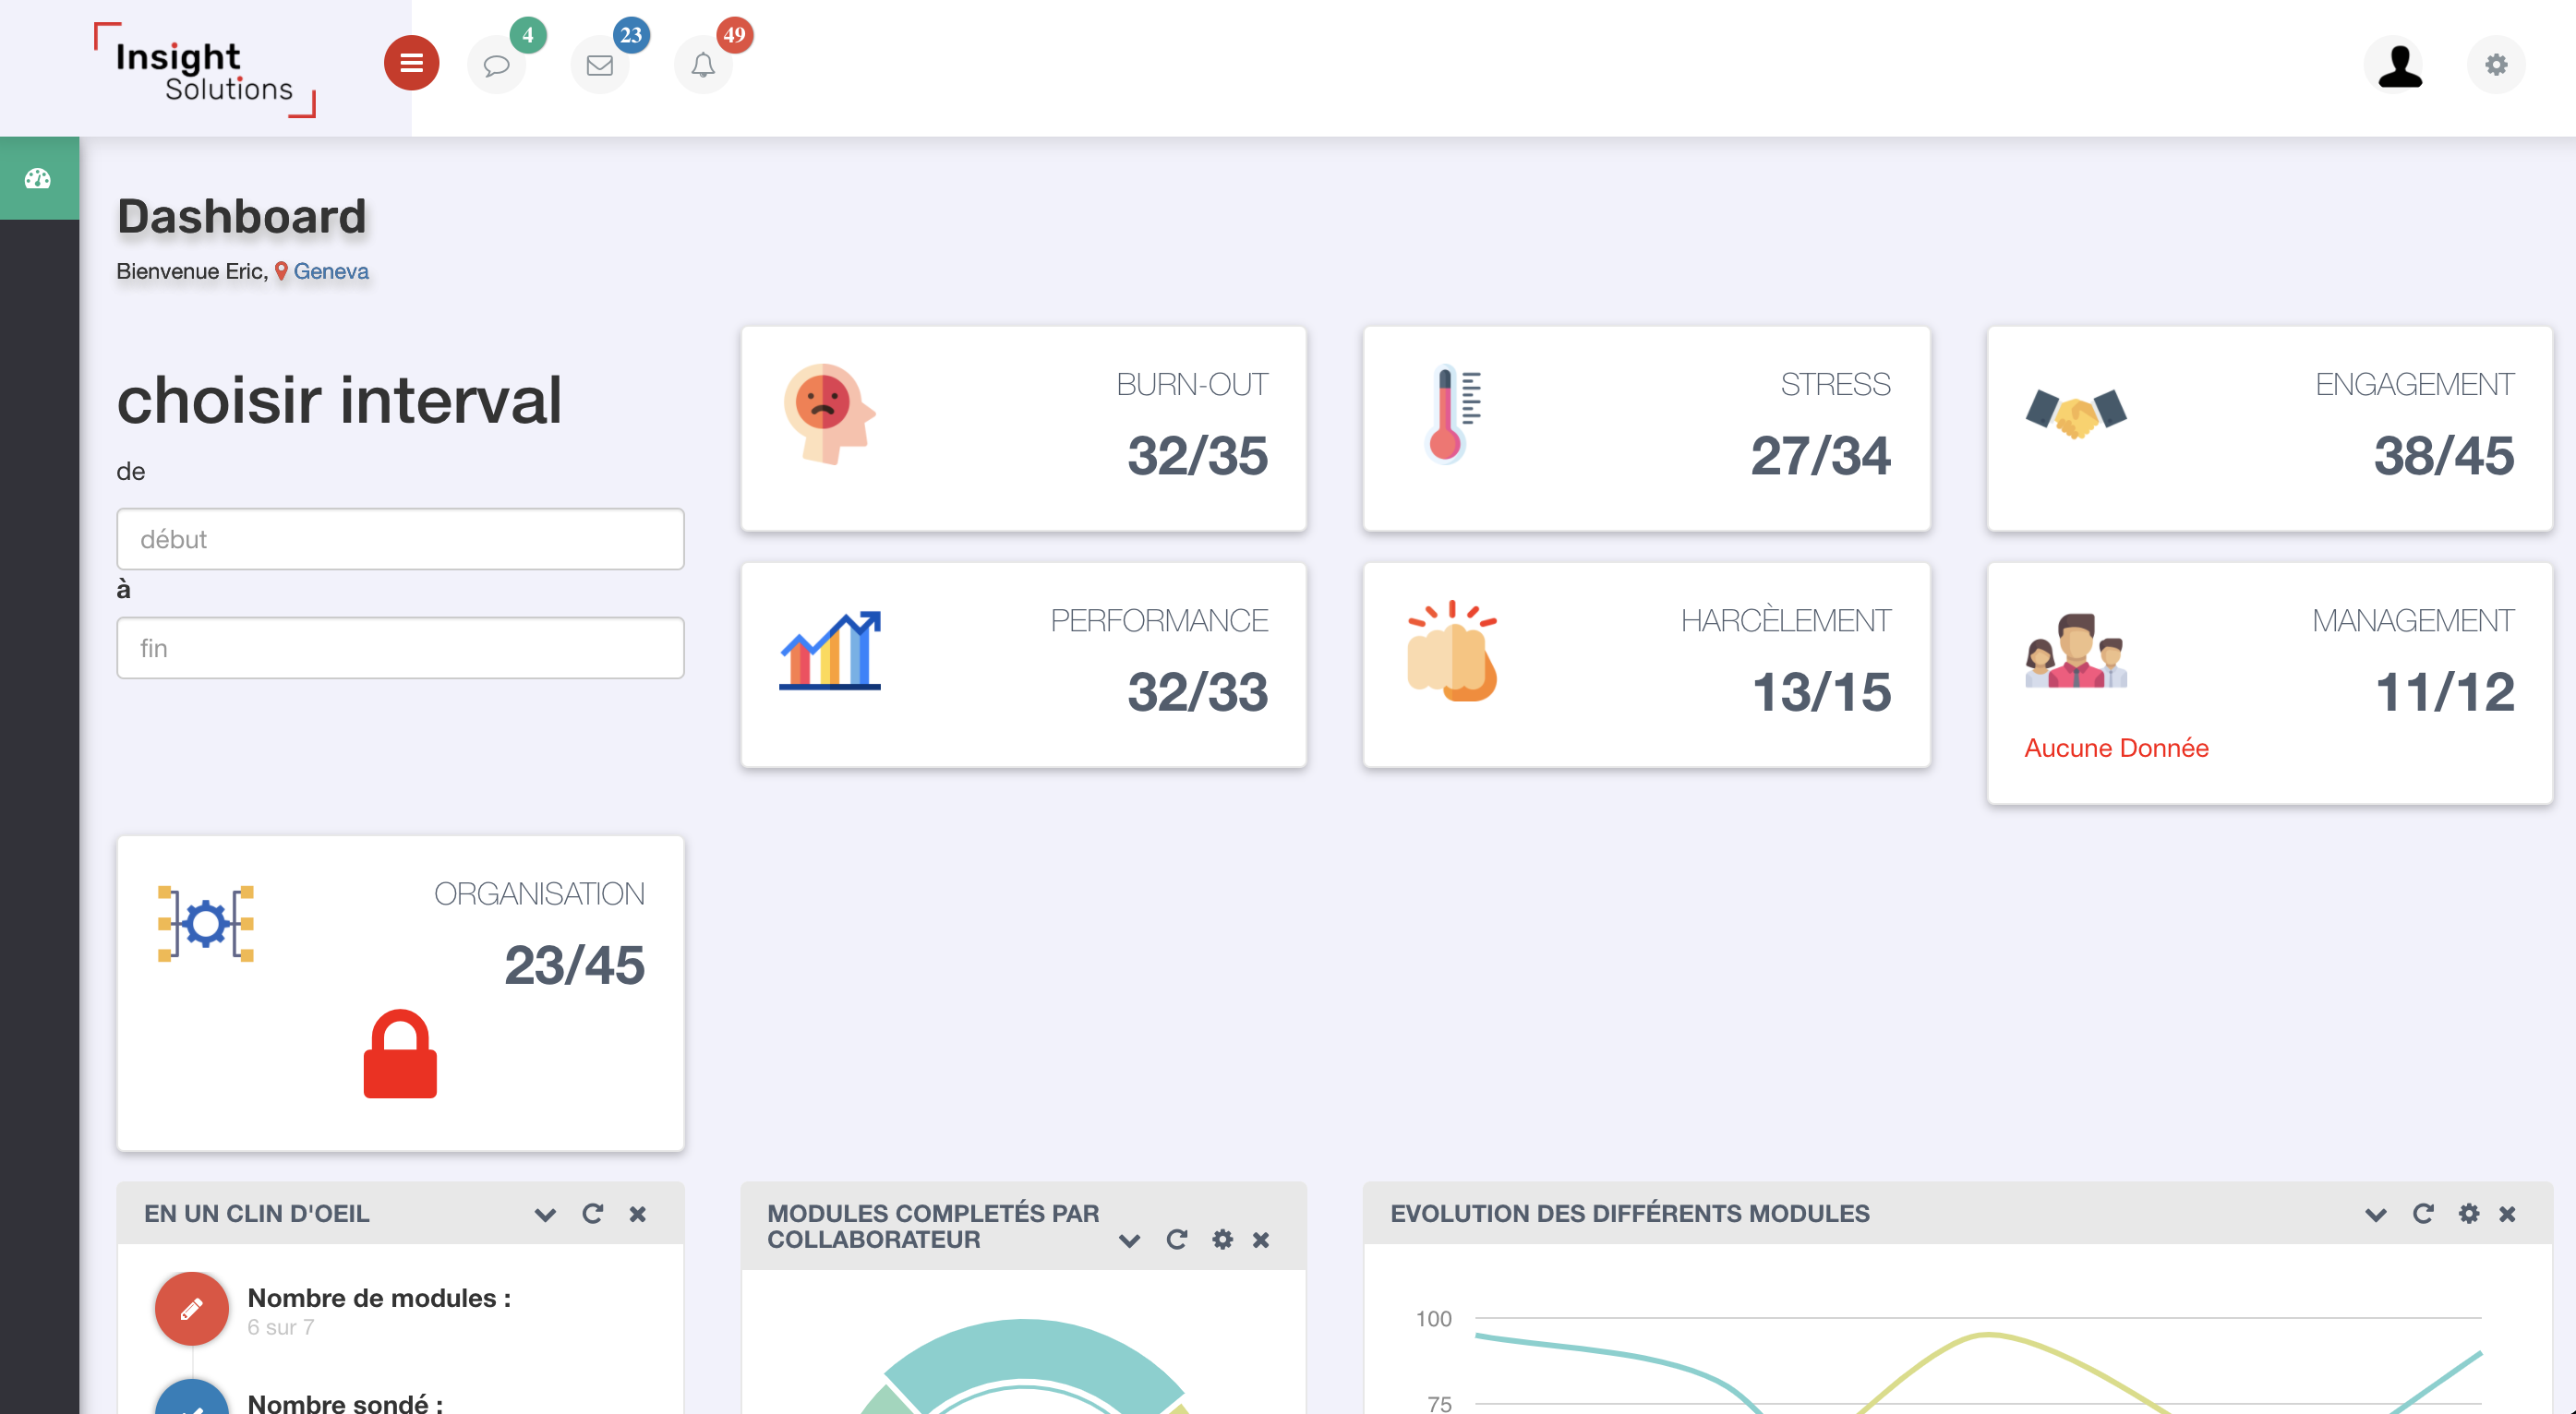 Insight
Solutions
4
23
49
Dashboard
Bienvenue Eric, Geneva
choisir interval
de
début
à
fin
BURN-OUT
32/35
STRESS
27/34
ENGAGEMENT
38/45
PERFORMANCE
32/33
HARCÈLEMENT
13/15
MANAGEMENT
11/12
Aucune Donnée
ORGANISATION
23/45
EN UN CLIN D'OEIL
Nombre de modules :
6 sur 7
Nombre sondé :
MODULES COMPLETÉS PAR
COLLABORATEUR
EVOLUTION DES DIFFÉRENTS MODULES
100
75